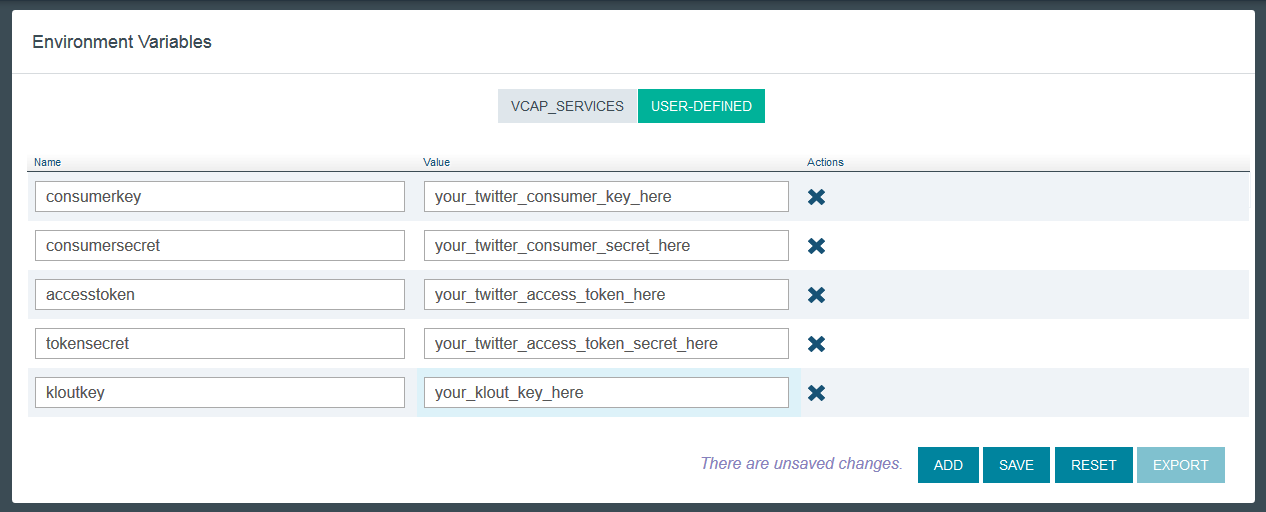 Environment Variables
VCAP_SERVICES USER-DEFINED
Name Value Actions
consumerkey your_twitter_consumer_key_here
consumersecret your_twitter_consumer_secret_here
accesstoken your_twitter_access_token_here
tokensecret your_twitter_access_token_secret_here
kloutkey your_klout_key_here
There are unsaved changes. ADD SAVE RESET EXPORT